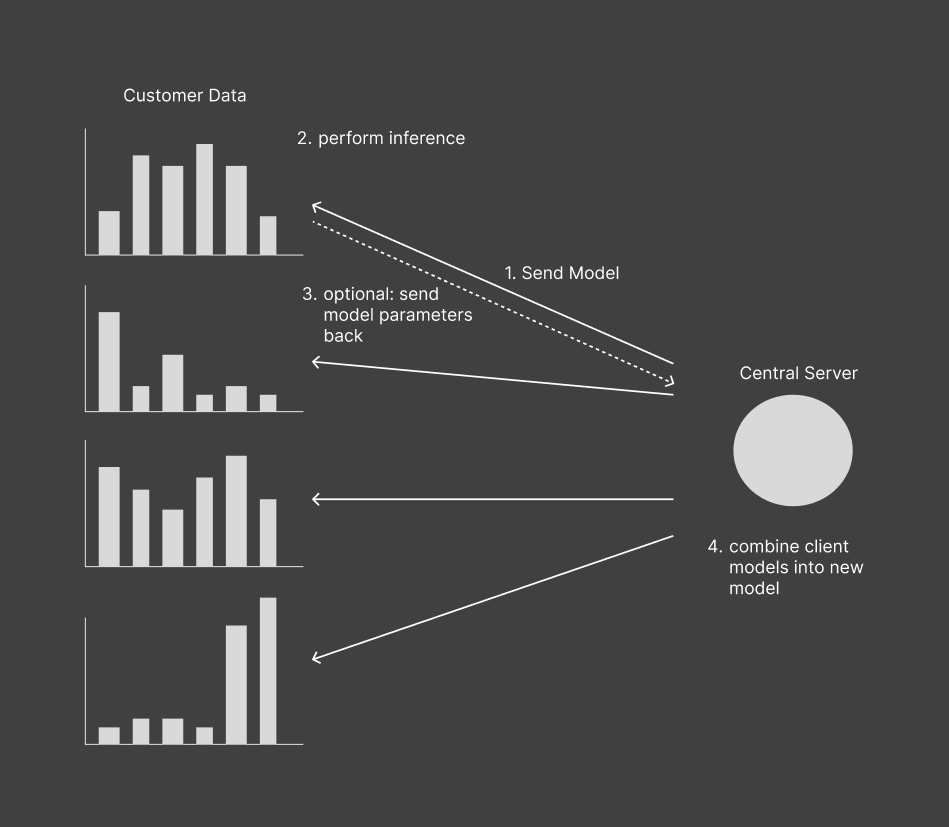 Customer Data
2. perform inference
1. Send Model
3. optional: send
model parameters
back
Central Server
4. combine client
models into new
model